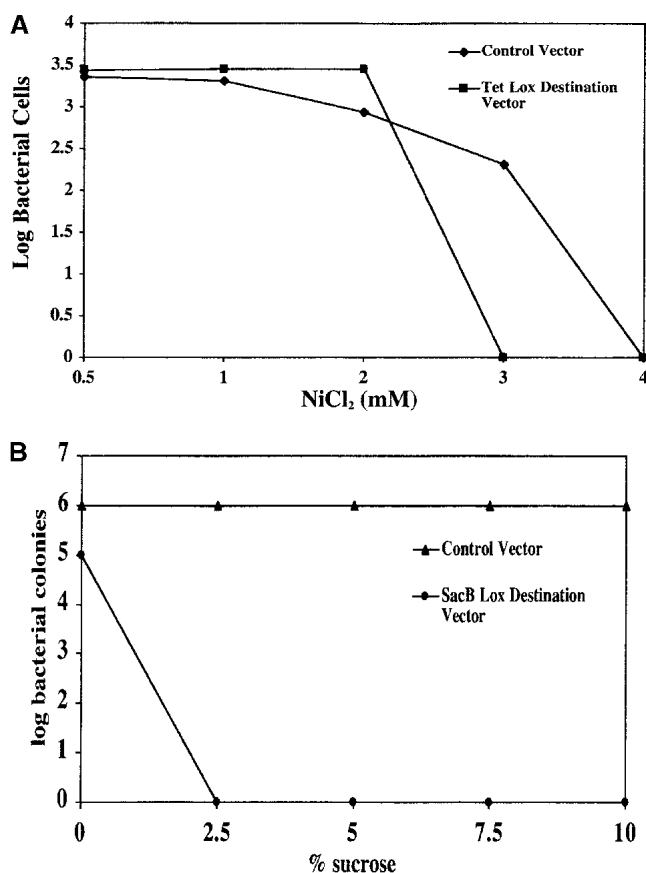 A
4
3.5
3
2.5
2
1.5
1
0.5
0
Log Bacterial Cells
Control Vector
Tet Lox Destination
Vector
0.5 1 2 3 4
NiCl₂ (mM)
B
7
6
5
4
3
2
1
0
log bacterial colonies
Control Vector
SacB Lox Destination
Vector
0 2.5 5 7.5 10
% sucrose